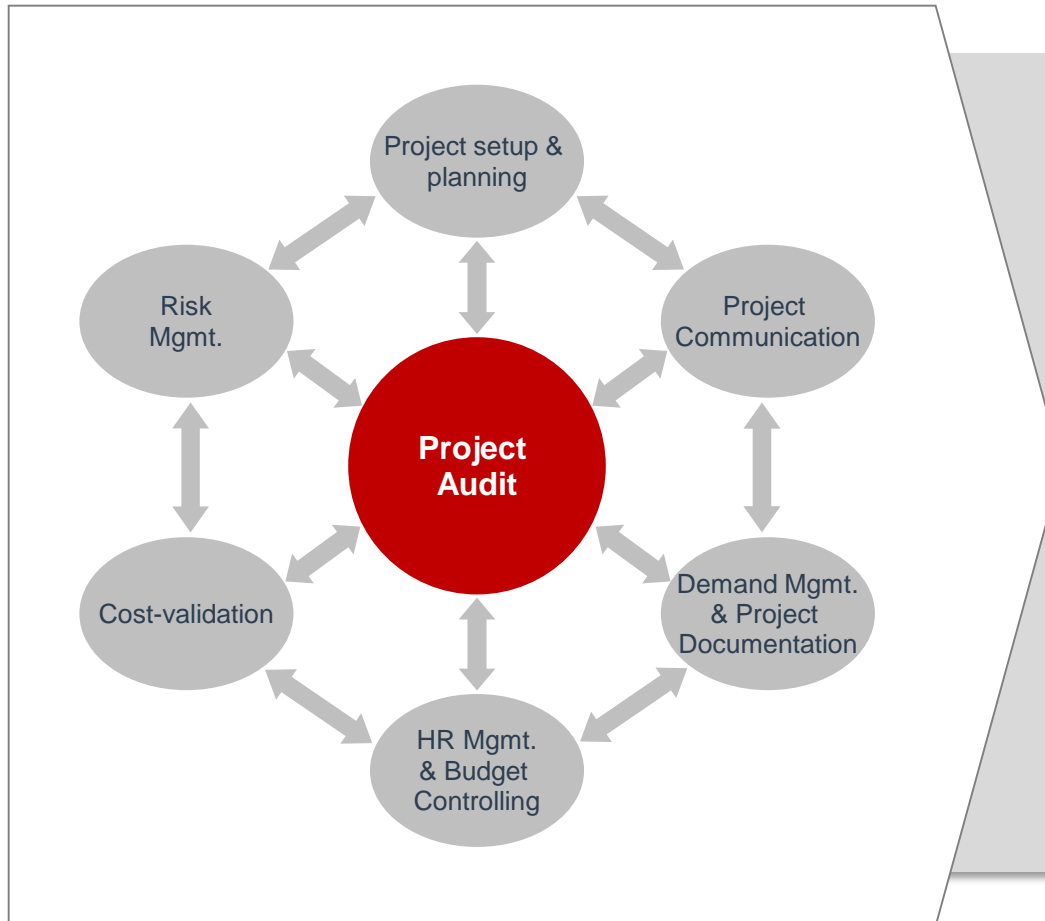 Project setup &
planning
Risk
Mgmt.
Project
Communication
Project
Audit
Cost-validation
Demand Mgmt.
& Project
Documentation
HR Mgmt.
& Budget
Controlling